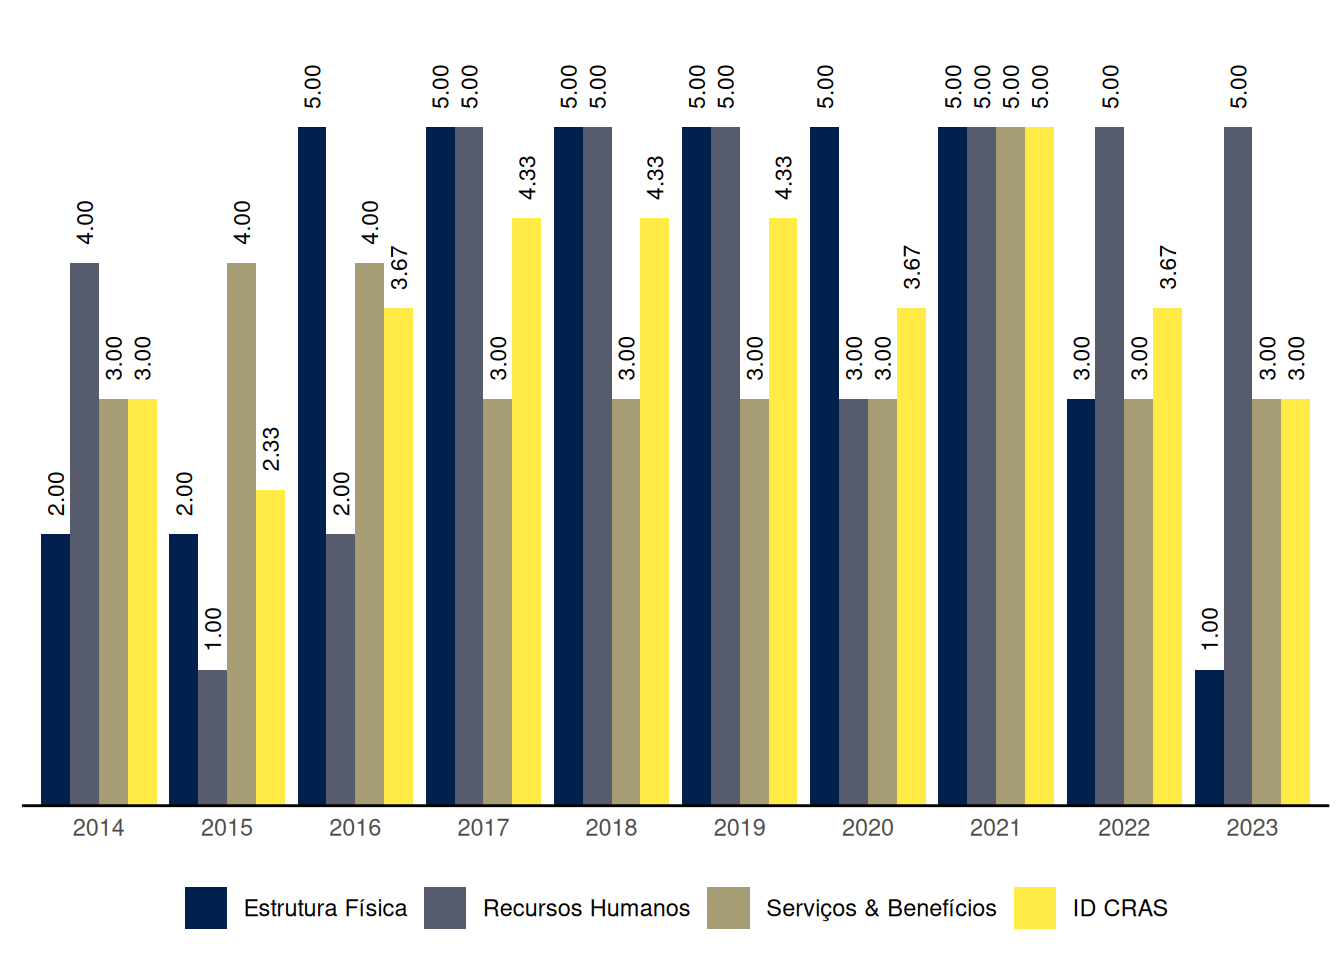 2.00 4.00 3.00 3.00
2.00 1.00 4.00 2.33
5.00 2.00 4.00 3.67
5.00 5.00 3.00 4.33
5.00 5.00 3.00 4.33
5.00 5.00 3.00 4.33
5.00 3.00 3.00 3.67
5.00 5.00 5.00 5.00
3.00 5.00 3.00 3.67
1.00 5.00 3.00 3.00
2014 2015 2016 2017 2018 2019 2020 2021 2022 2023
Estrutura Física Recursos Humanos Serviços & Benefícios ID CRAS